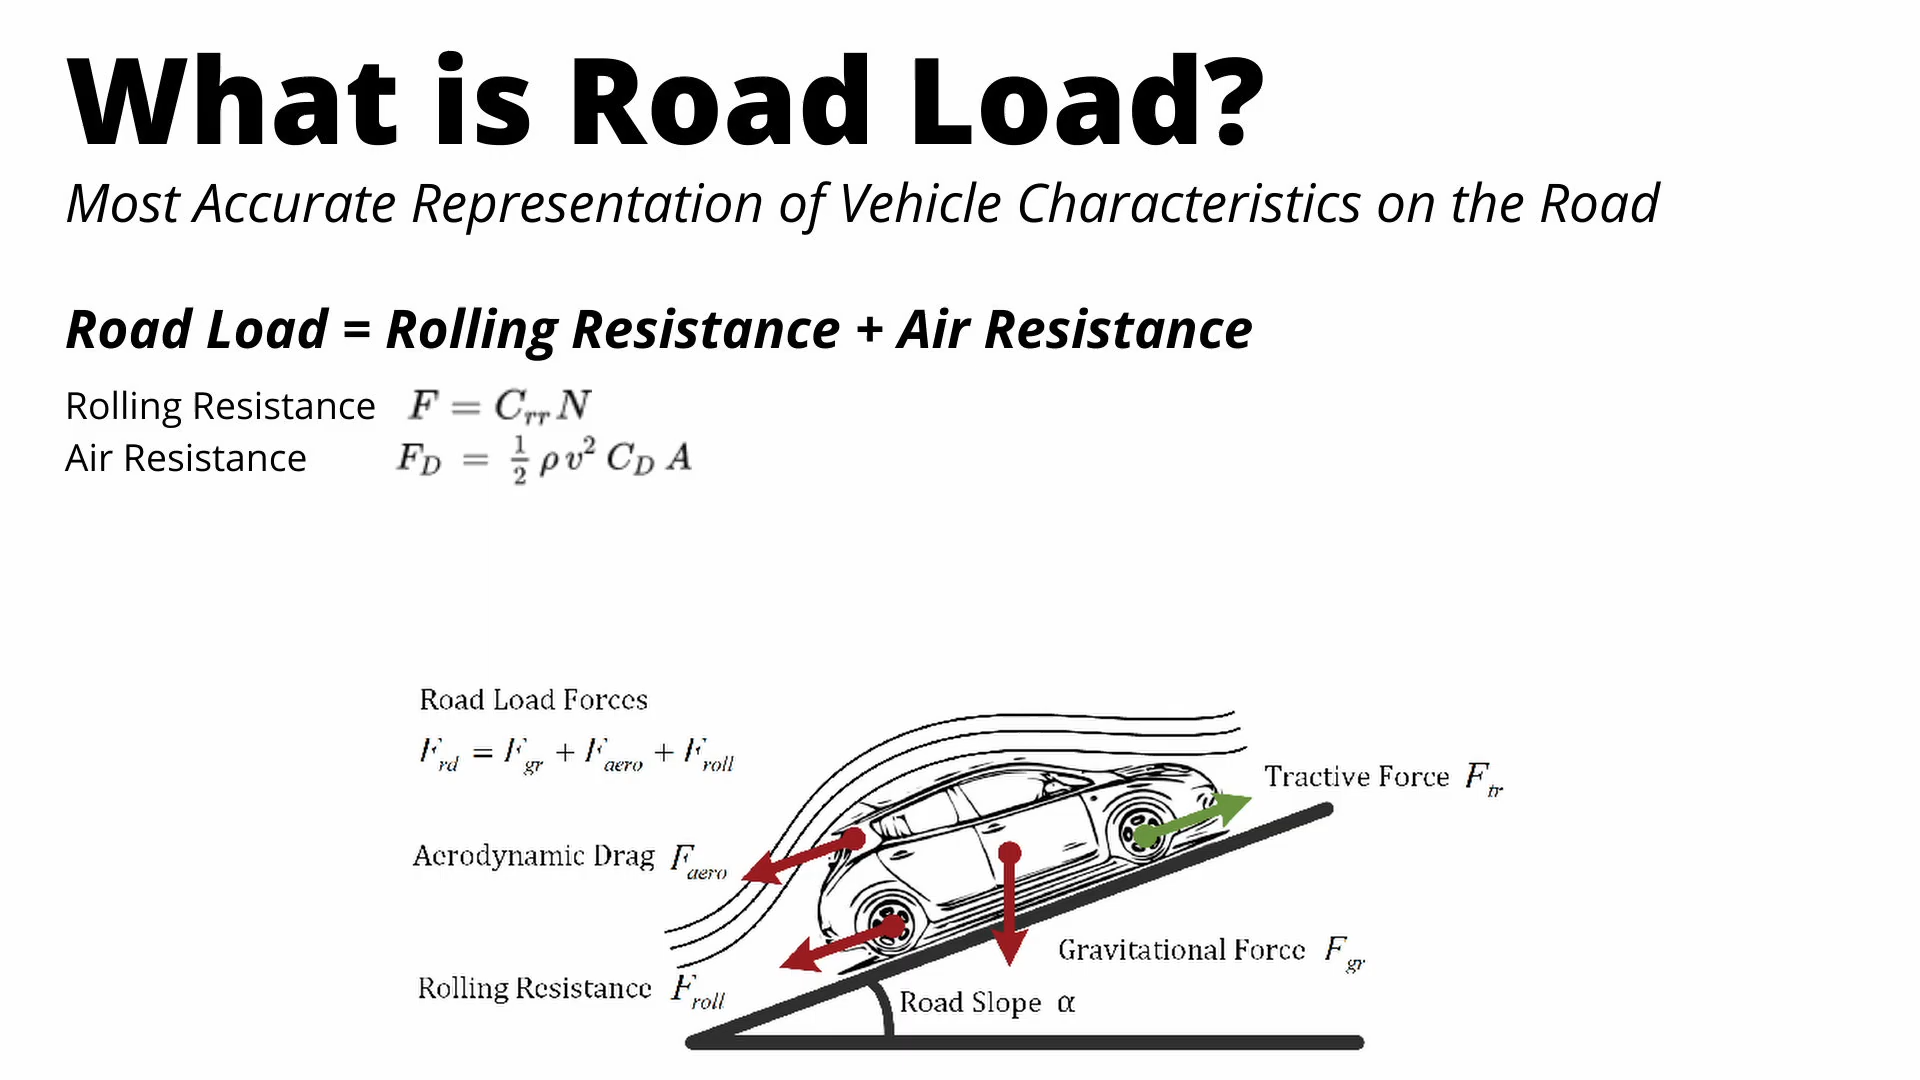 What is Road Load?
Most Accurate Representation of Vehicle Characteristics on the Road
Road Load = Rolling Resistance + Air Resistance
Rolling Resistance F = C_rr N
Air Resistance F_D = 1/2 ρ v² C_D A
Road Load Forces
F_rd = F_gr + F_aero + F_roll
Tractive Force F_tr
Aerodynamic Drag F_aero
Gravitational Force F_gr
Rolling Resistance F_roll
Road Slope α